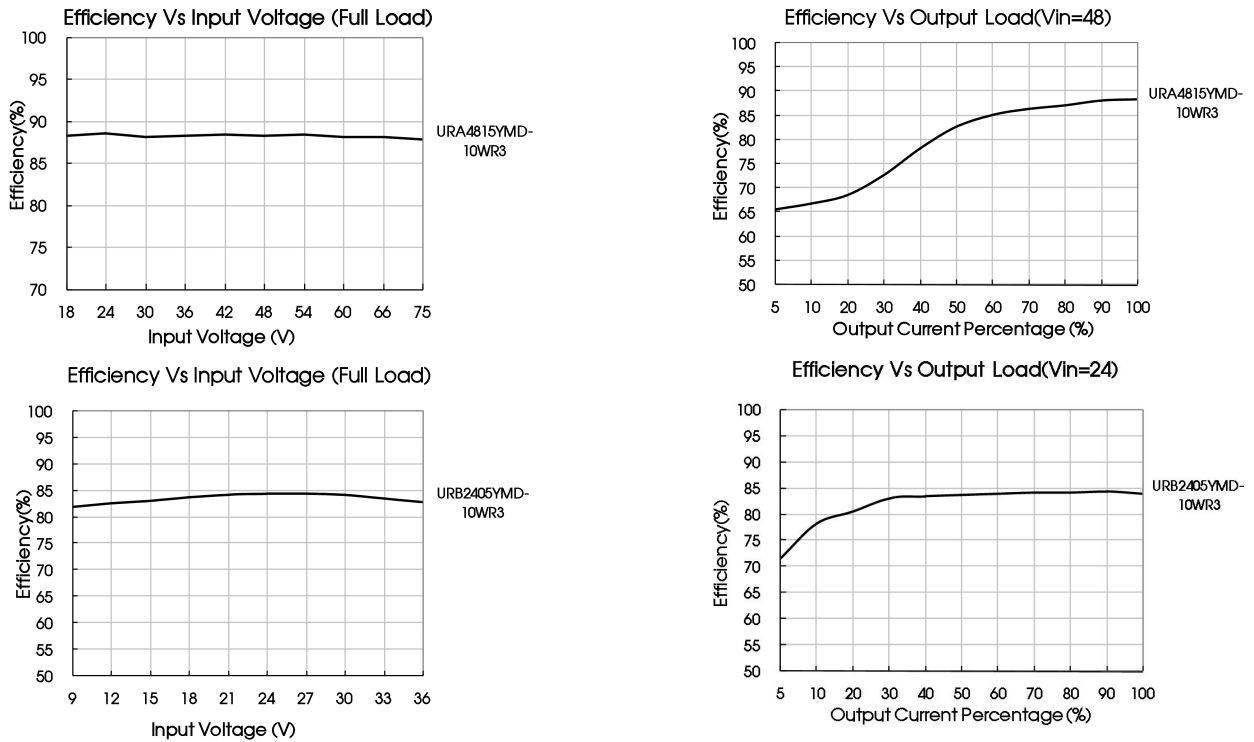 Efficiency Vs Input Voltage (Full Load)
Efficiency(%)
100
95
90
85
80
75
70
18 24 30 36 42 48 54 60 66 75
Input Voltage (V)
URA4815YMD-
10WR3
Efficiency Vs Output Load(Vin=48)
Efficiency(%)
100
95
90
85
80
75
70
65
60
55
50
5 10 20 30 40 50 60 70 80 90 100
Output Current Percentage (%)
URA4815YMD-
10WR3
Efficiency Vs Input Voltage (Full Load)
Efficiency(%)
100
95
90
85
80
75
70
65
60
55
50
9 12 15 18 21 24 27 30 33 36
Input Voltage (V)
URB2405YMD-
10WR3
Efficiency Vs Output Load(Vin=24)
Efficiency(%)
100
95
90
85
80
75
70
65
60
55
50
5 10 20 30 40 50 60 70 80 90 100
Output Current Percentage (%)
URB2405YMD-
10WR3